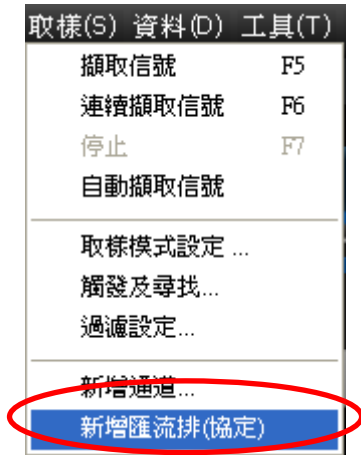 取樣(S) 資料(D) 工具(T)
擷取信號 F5
連續擷取信號 F6
停止 F7
自動擷取信號
取樣模式設定 ...
觸發及尋找...
過濾設定...
新增通道...
新增匯流排(協定)